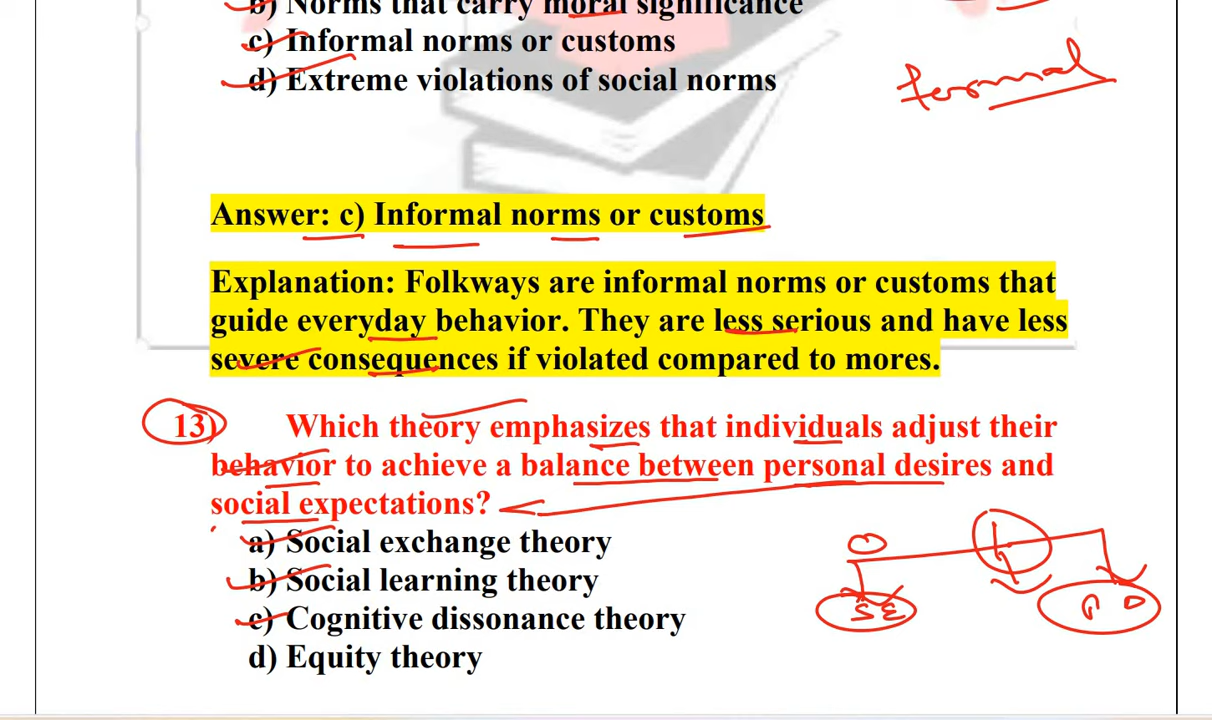 b) Norms that carry moral significance
c) Informal norms or customs
d) Extreme violations of social norms
formal
Answer: c) Informal norms or customs
Explanation: Folkways are informal norms or customs that
guide everyday behavior. They are less serious and have less
severe consequences if violated compared to mores.
13) Which theory emphasizes that individuals adjust their
behavior to achieve a balance between personal desires and
social expectations?
a) Social exchange theory
b) Social learning theory
c) Cognitive dissonance theory
d) Equity theory
SE
PD